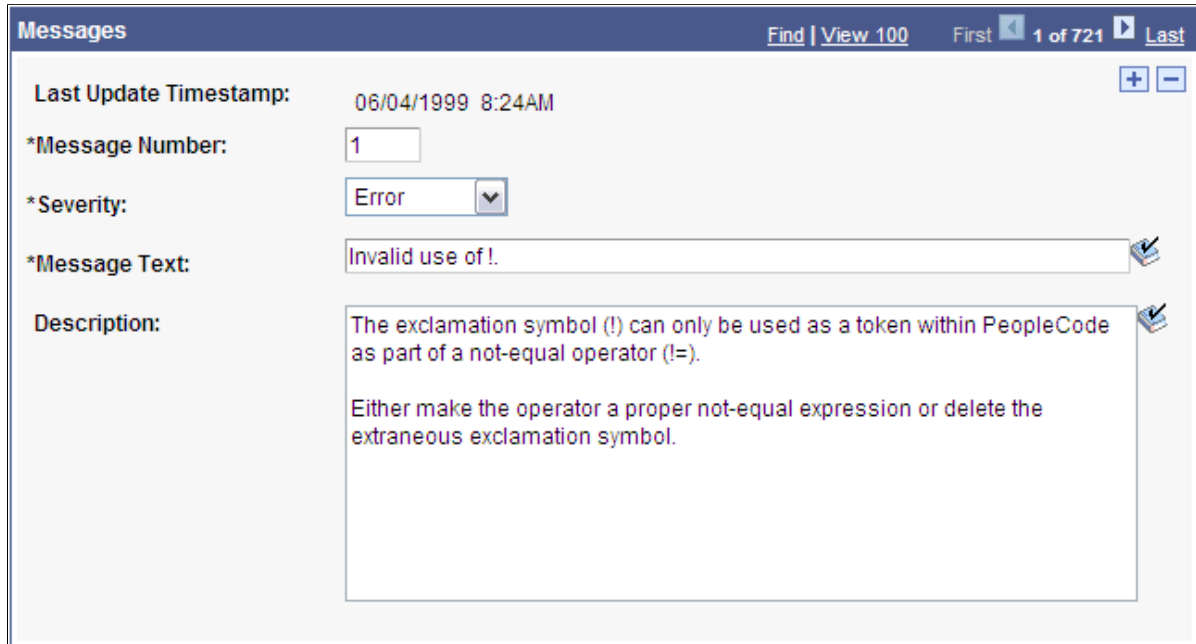 Messages Find | View 100 First 1 of 721 Last
Last Update Timestamp: 06/04/1999 8:24AM
*Message Number: 1
*Severity: Error
*Message Text: Invalid use of !.
Description: The exclamation symbol (!) can only be used as a token within PeopleCode
as part of a not-equal operator (!=).
Either make the operator a proper not-equal expression or delete the
extraneous exclamation symbol.